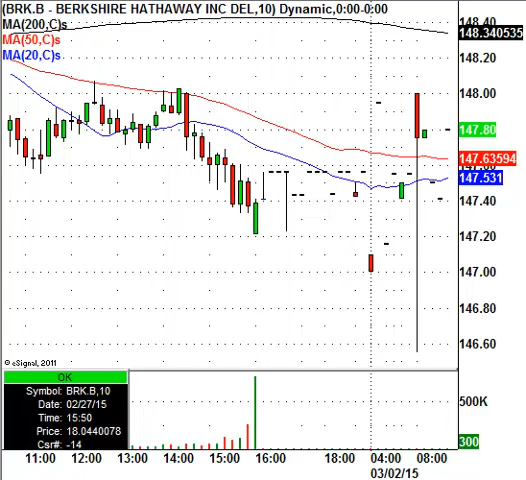 (BRK.B - BERKSHIRE HATHAWAY INC DEL,10) Dynamic,0:00-0:00
MA(200,C)s
MA(50,C)s
MA(20,C)s
148.40
148.340535
148.20
148.00
147.80
147.63594
147.531
147.40
147.20
147.00
146.80
146.60
© eSignal, 2011
OK
Symbol: BRK.B,10
Date: 02/27/15
Time: 15:50
Price: 18.0440078
Csr#: -14
500K
300
11:00 12:00 13:00 14:00 15:00 16:00 18:00 04:00 08:00
03/02/15